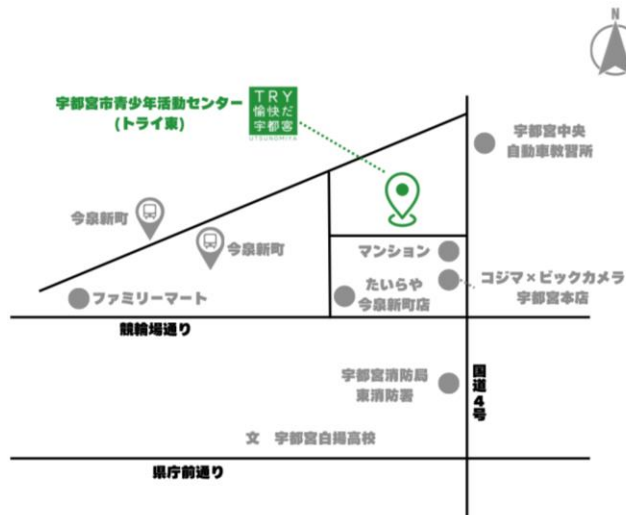 N
宇都宮市青少年活動センター
(トライ東)
TRY
愉快だ
宇都宮
UTSUNOMIYA
宇都宮中央
自動車教習所
今泉新町
今泉新町
マンション
コジマ×ビックカメラ
宇都宮本店
たいらや
今泉新町店
ファミリーマート
競輪場通り
宇都宮消防局
東消防署
国道4号
文 宇都宮白楊高校
県庁前通り